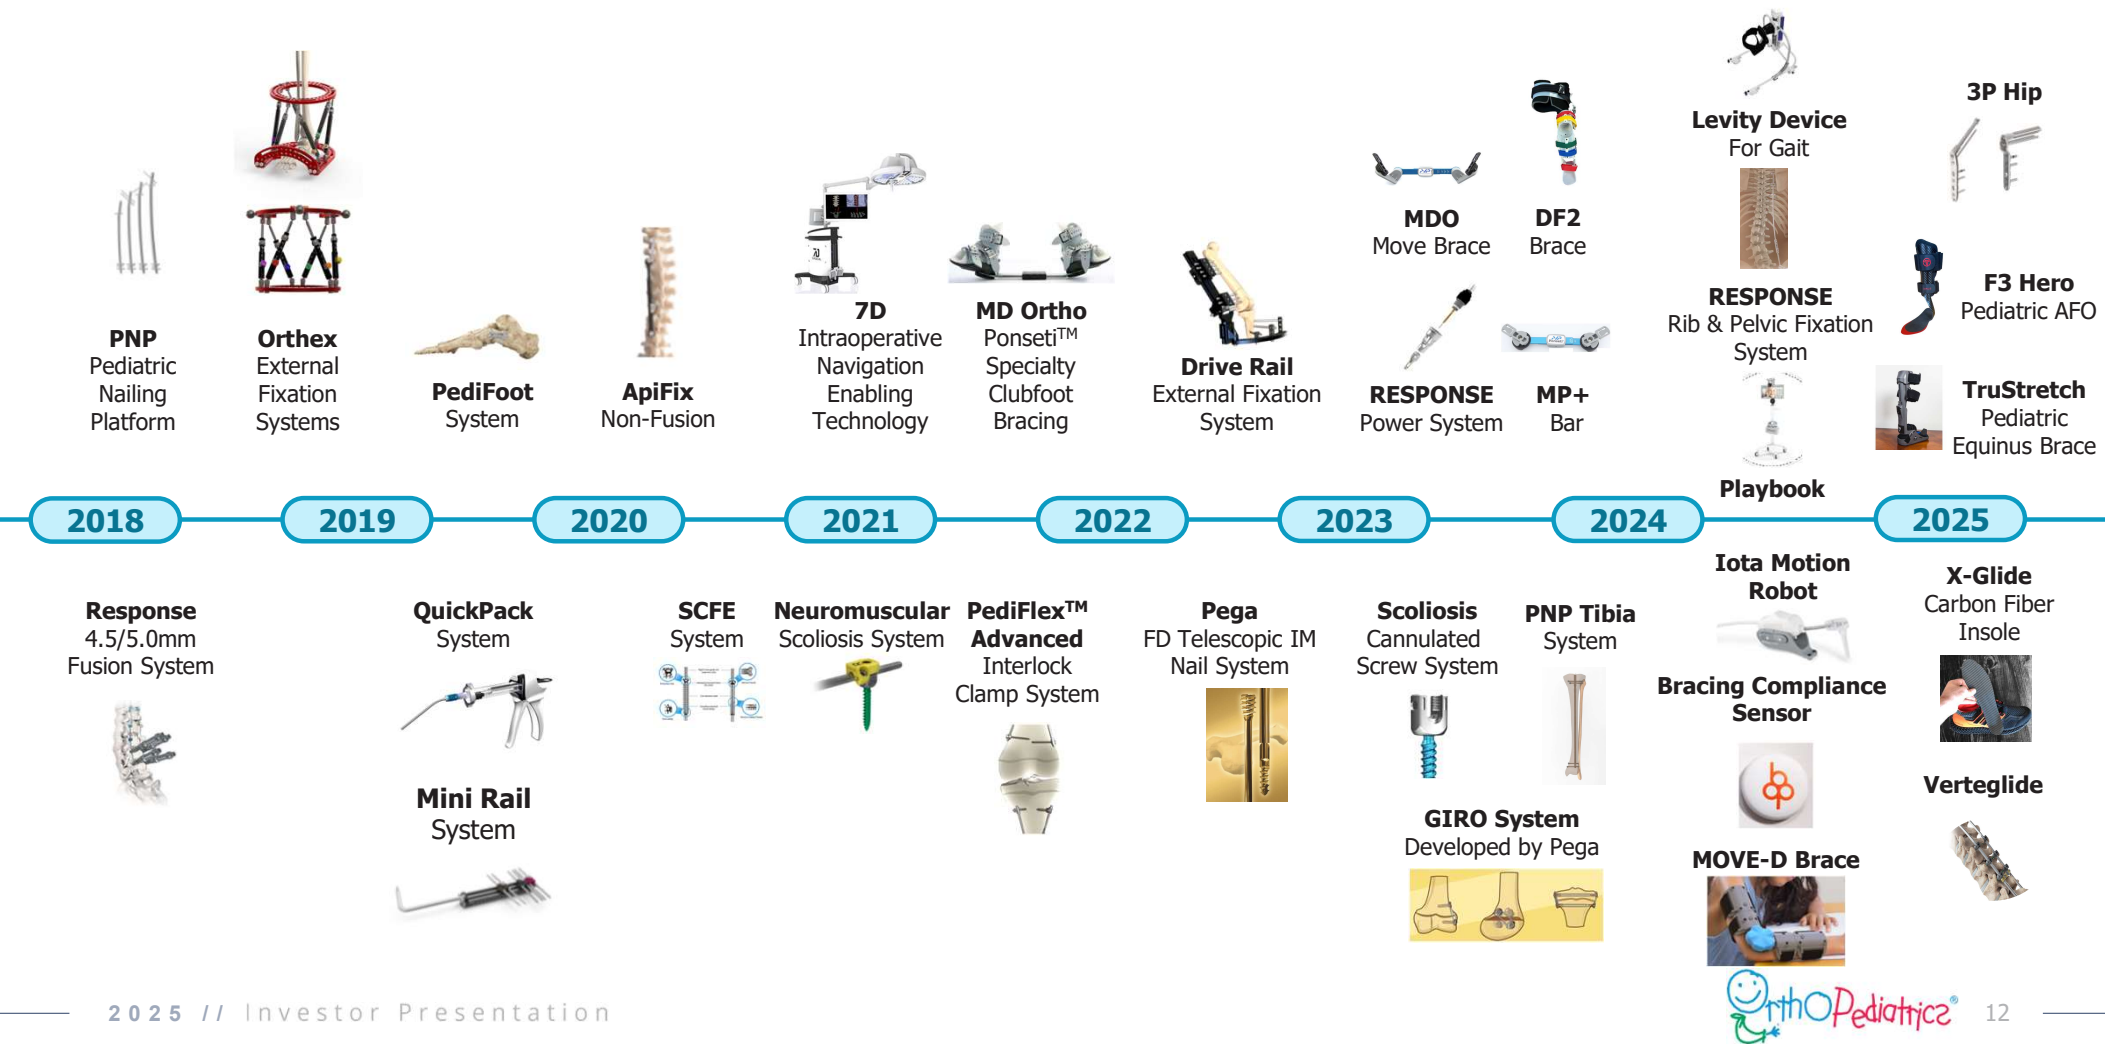 3P Hip
Levity Device
For Gait
MDO
Move Brace
DF2
Brace
RESPONSE
Rib & Pelvic Fixation
System
F3 Hero
Pediatric AFO
7D
Intraoperative
Navigation
Enabling
Technology
MD Ortho
Ponseti™
Specialty
Clubfoot
Bracing
PNP
Pediatric
Nailing
Platform
Orthex
External
Fixation
Systems
PediFoot
System
ApiFix
Non-Fusion
Drive Rail
External Fixation
System
RESPONSE
Power System
MP+
Bar
TruStretch
Pediatric
Equinus Brace
Playbook
2018
2019
2020
2021
2022
2023
2024
2025
Response
4.5/5.0mm
Fusion System
QuickPack
System
Mini Rail
System
SCFE
System
Neuromuscular
Scoliosis System
PediFlex™
Advanced
Interlock
Clamp System
Pega
FD Telescopic IM
Nail System
Scoliosis
Cannulated
Screw System
PNP Tibia
System
GIRO System
Developed by Pega
Iota Motion
Robot
Bracing Compliance
Sensor
MOVE-D Brace
X-Glide
Carbon Fiber
Insole
Verteglide
2025 // Investor Presentation
OrthoPediatrics®
12